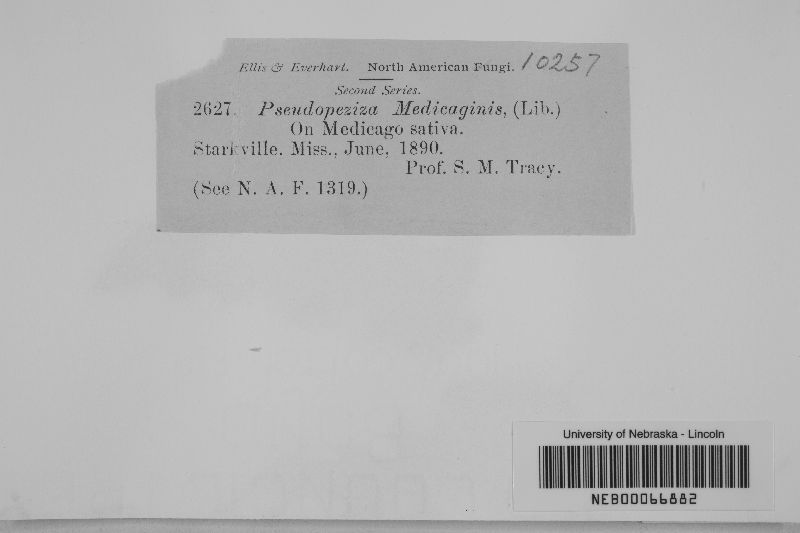 Ellis & Everhart. North American Fungi. 10257
Second Series.
2627. Pseudopeziza Medicaginis, (Lib.)
On Medicago sativa.
Starkville. Miss., June, 1890.
Prof. S. M. Tracy.
(See N. A. F. 1319.)
University of Nebraska - Lincoln
NEB00066882